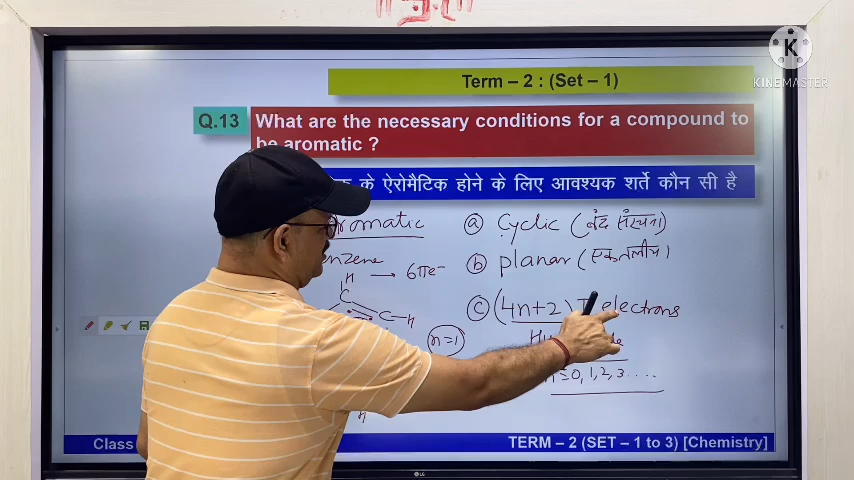 KINEMASTER
Term – 2 : (Set – 1)
Q.13 What are the necessary conditions for a compound to
be aromatic ?
के ऐरोमैटिक होने के लिए आवश्यक शर्ते कौन सी है
romatic
enzene → 6πe-
H
C
C-H
n=1
H
(a) Cyclic (बंद संरचना)
(b) planar (एकतलीय)
(c) (4n+2) electrons
n = 0, 1, 2, 3 ....
Class
TERM – 2 (SET – 1 to 3) [Chemistry]
LG